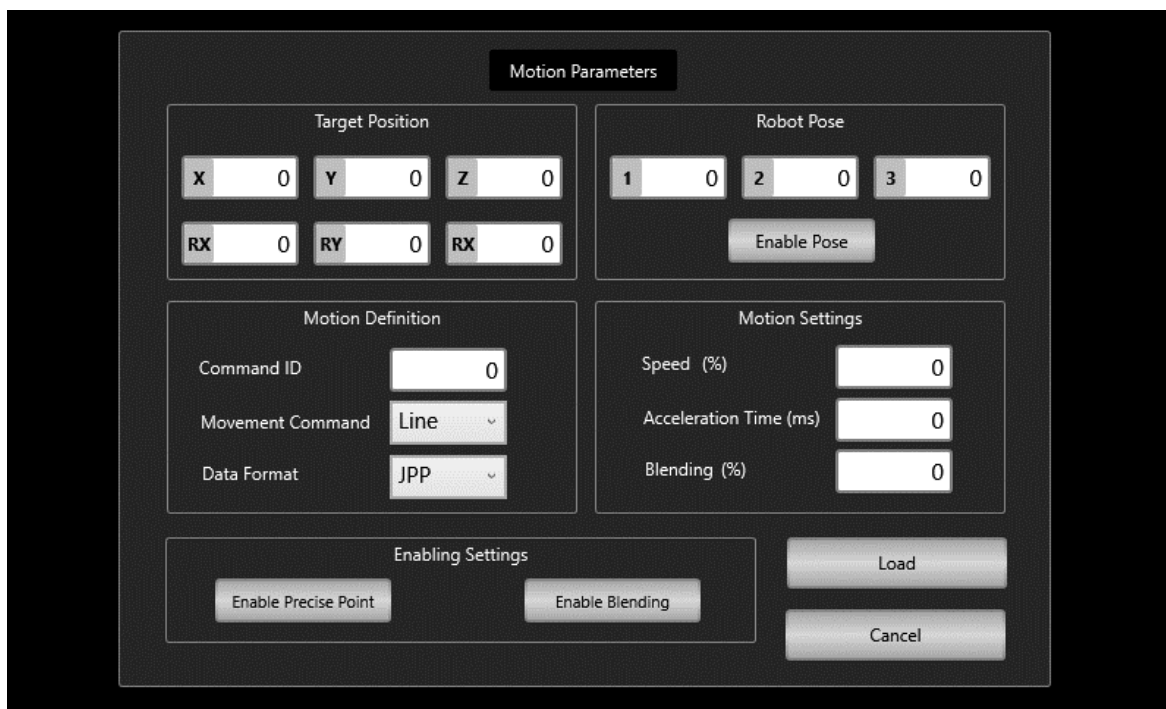 Motion Parameters
Target Position
X 0 Y 0 Z 0
RX 0 RY 0 RX 0
Robot Pose
1 0 2 0 3 0
Enable Pose
Motion Definition
Command ID 0
Movement Command Line
Data Format JPP
Motion Settings
Speed (%) 0
Acceleration Time (ms) 0
Blending (%) 0
Enabling Settings
Enable Precise Point Enable Blending
Load
Cancel